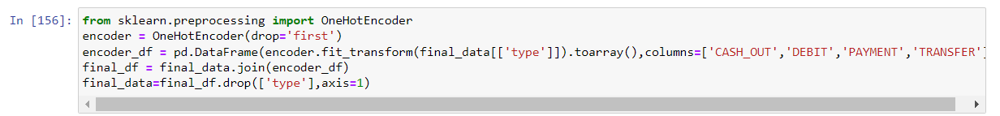 In [156]: from sklearn.preprocessing import OneHotEncoder
encoder = OneHotEncoder(drop='first')
encoder_df = pd.DataFrame(encoder.fit_transform(final_data[['type']]).toarray(),columns=['CASH_OUT','DEBIT','PAYMENT','TRANSFER']
final_df = final_data.join(encoder_df)
final_data=final_df.drop(['type'],axis=1)